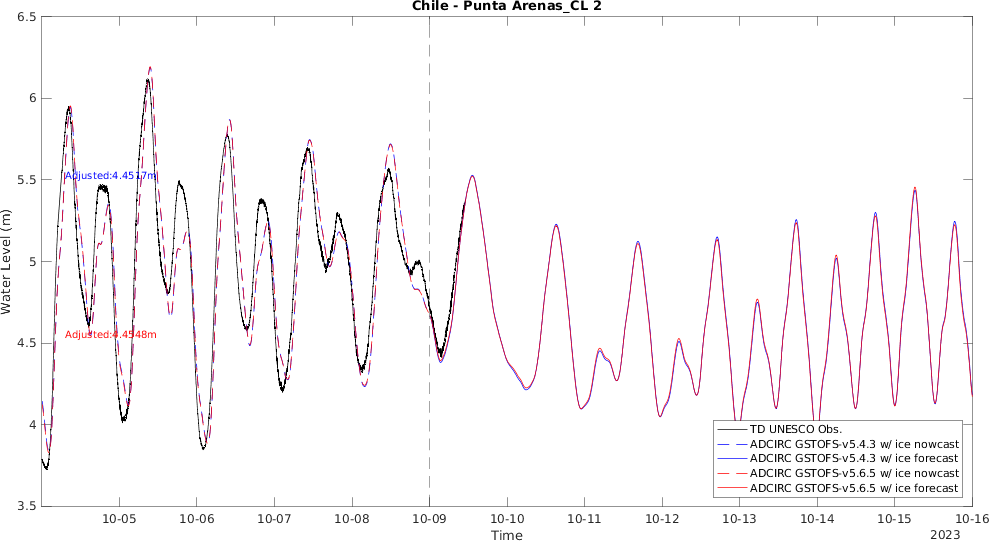 Chile - Punta Arenas_CL 2
6.5
6
5.5
5
4.5
4
3.5
Water Level (m)
Adjusted:4.4517m
Adjusted:4.4548m
TD UNESCO Obs.
ADCIRC GSTOFS-v5.4.3 w/ ice nowcast
ADCIRC GSTOFS-v5.4.3 w/ ice forecast
ADCIRC GSTOFS-v5.6.5 w/ ice nowcast
ADCIRC GSTOFS-v5.6.5 w/ ice forecast
10-05 10-06 10-07 10-08 10-09 10-10 10-11 10-12 10-13 10-14 10-15 10-16
Time
2023